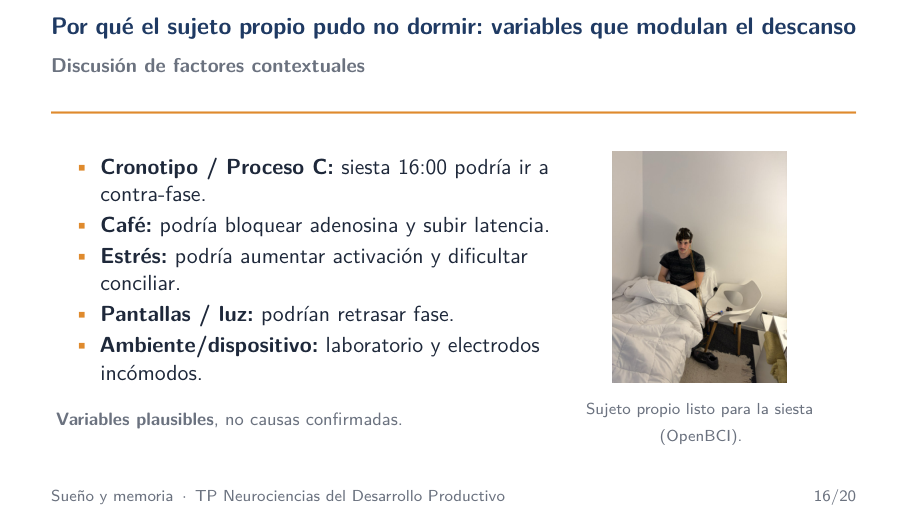 Por qué el sujeto propio pudo no dormir: variables que modulan el descanso
Discusión de factores contextuales
▪ Cronotipo / Proceso C: siesta 16:00 podría ir a
contra-fase.
▪ Café: podría bloquear adenosina y subir latencia.
▪ Estrés: podría aumentar activación y dificultar
conciliar.
▪ Pantallas / luz: podrían retrasar fase.
▪ Ambiente/dispositivo: laboratorio y electrodos
incómodos.
Variables plausibles, no causas confirmadas.
Sujeto propio listo para la siesta
(OpenBCI).
Sueño y memoria · TP Neurociencias del Desarrollo Productivo
16/20